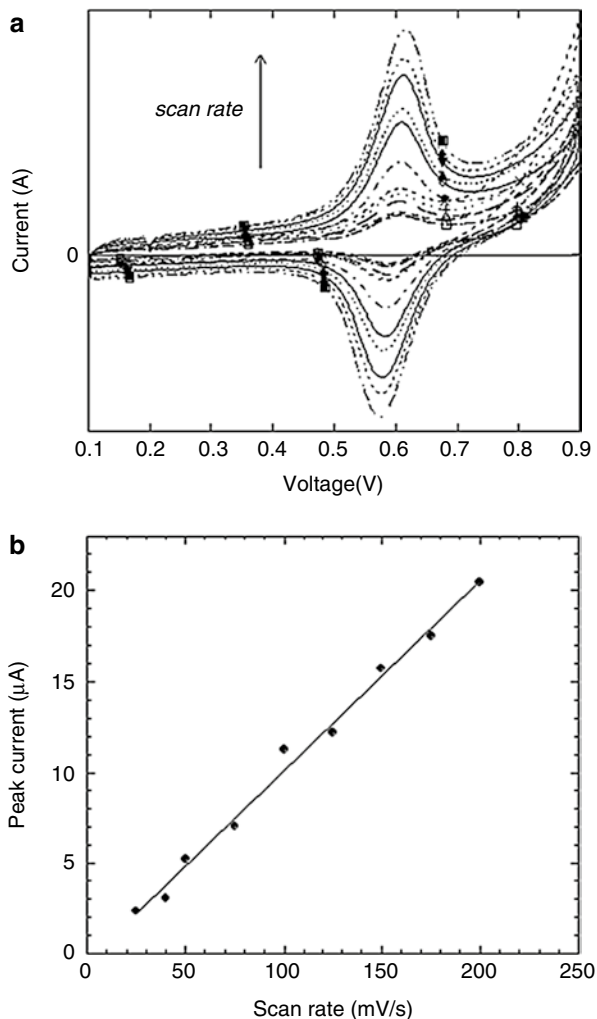 a
scan rate
Current (A)
0
0.1 0.2 0.3 0.4 0.5 0.6 0.7 0.8 0.9
Voltage(V)
b
Peak current (μA)
20
15
10
5
0
0 50 100 150 200 250
Scan rate (mV/s)